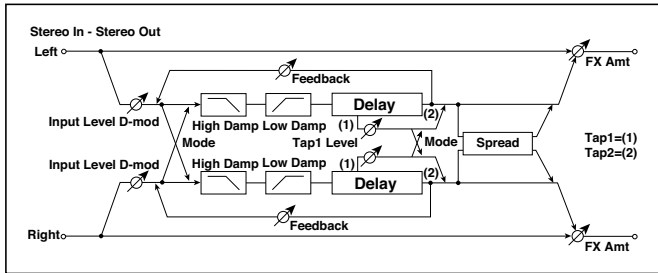 Stereo In - Stereo Out
Left
FX Amt
Feedback
Input Level D-mod
High Damp
Low Damp
Delay
(1)
(2)
Mode
Tap1 Level
Mode
Spread
Tap1=(1)
Tap2=(2)
Input Level D-mod
High Damp
Low Damp
(1)
Delay
(2)
Feedback
Right
FX Amt